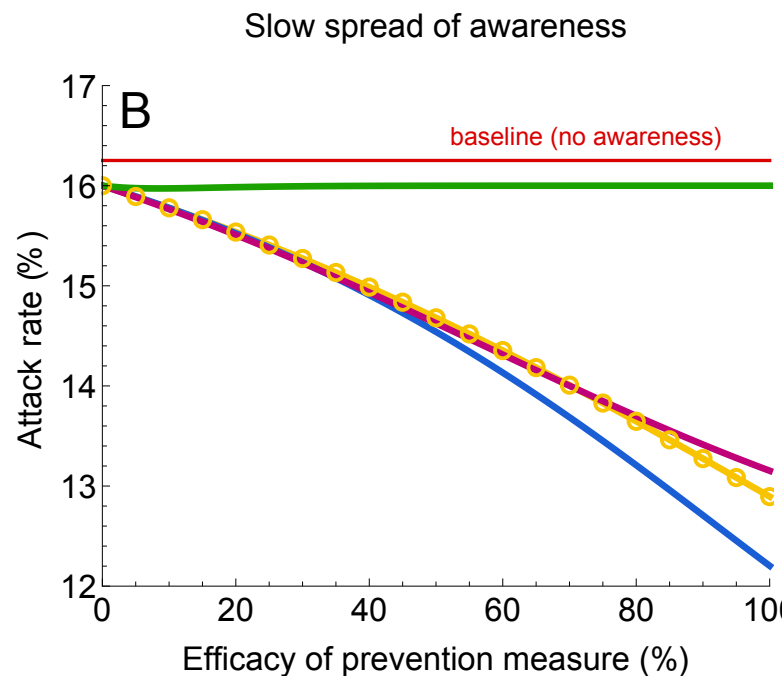 Slow spread of awareness
B
baseline (no awareness)
17
16
15
14
13
12
Attack rate (%)
0 20 40 60 80 100
Efficacy of prevention measure (%)